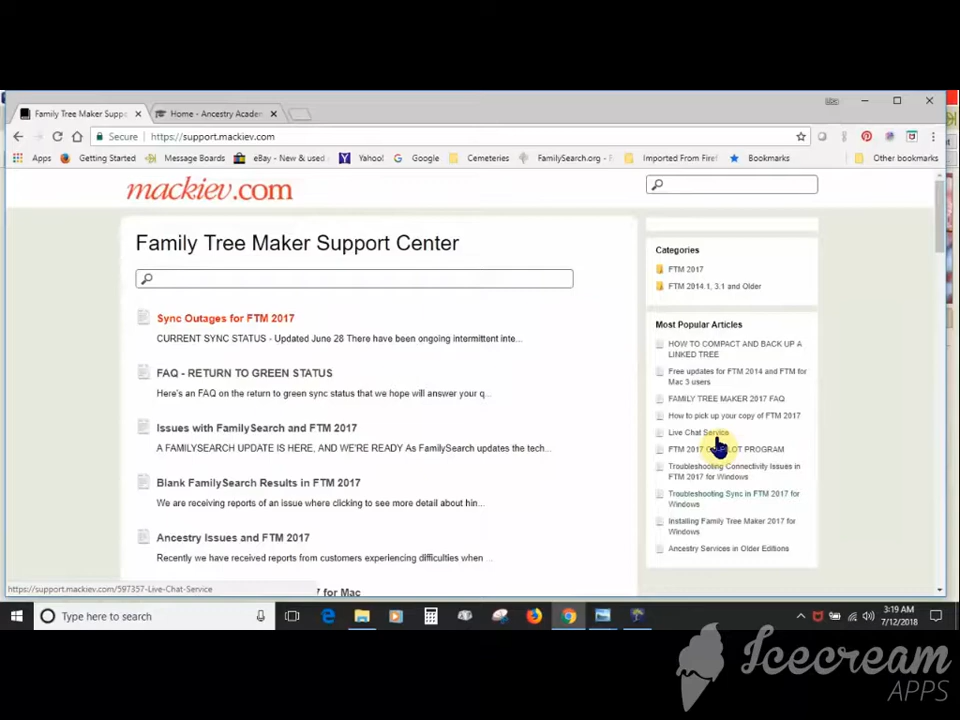 Family Tree Maker Suppo
Home - Ancestry Acaden
Secure
https://support.mackiev.com
Apps
Getting Started
Message Boards
eBay - New & used
Yahoo!
Google
Cemeteries
FamilySearch.org - F
Imported From Firef
Bookmarks
Other bookmarks
mackiev.com
Family Tree Maker Support Center
Sync Outages for FTM 2017
CURRENT SYNC STATUS - Updated June 28 There have been ongoing intermittent inte...
FAQ - RETURN TO GREEN STATUS
Here's an FAQ on the return to green sync status that we hope will answer your q...
Issues with FamilySearch and FTM 2017
A FAMILYSEARCH UPDATE IS HERE, AND WE'RE READY As FamilySearch updates the tech...
Blank FamilySearch Results in FTM 2017
We are receiving reports of an issue where clicking to see more detail about hin...
Ancestry Issues and FTM 2017
Recently we have received reports from customers experiencing difficulties when ...
7 for Mac
Categories
FTM 2017
FTM 2014.1, 3.1 and Older
Most Popular Articles
HOW TO COMPACT AND BACK UP A
LINKED TREE
Free updates for FTM 2014 and FTM for
Mac 3 users
FAMILY TREE MAKER 2017 FAQ
How to pick up your copy of FTM 2017
Live Chat Service
FTM 2017 PILOT PROGRAM
Troubleshooting Connectivity Issues in
FTM 2017 for Windows
Troubleshooting Sync in FTM 2017 for
Windows
Installing Family Tree Maker 2017 for
Windows
Ancestry Services in Older Editions
https://support.mackiev.com/597357-Live-Chat-Service
Type here to search
3:19 AM
7/12/2018
Icecream
APPS